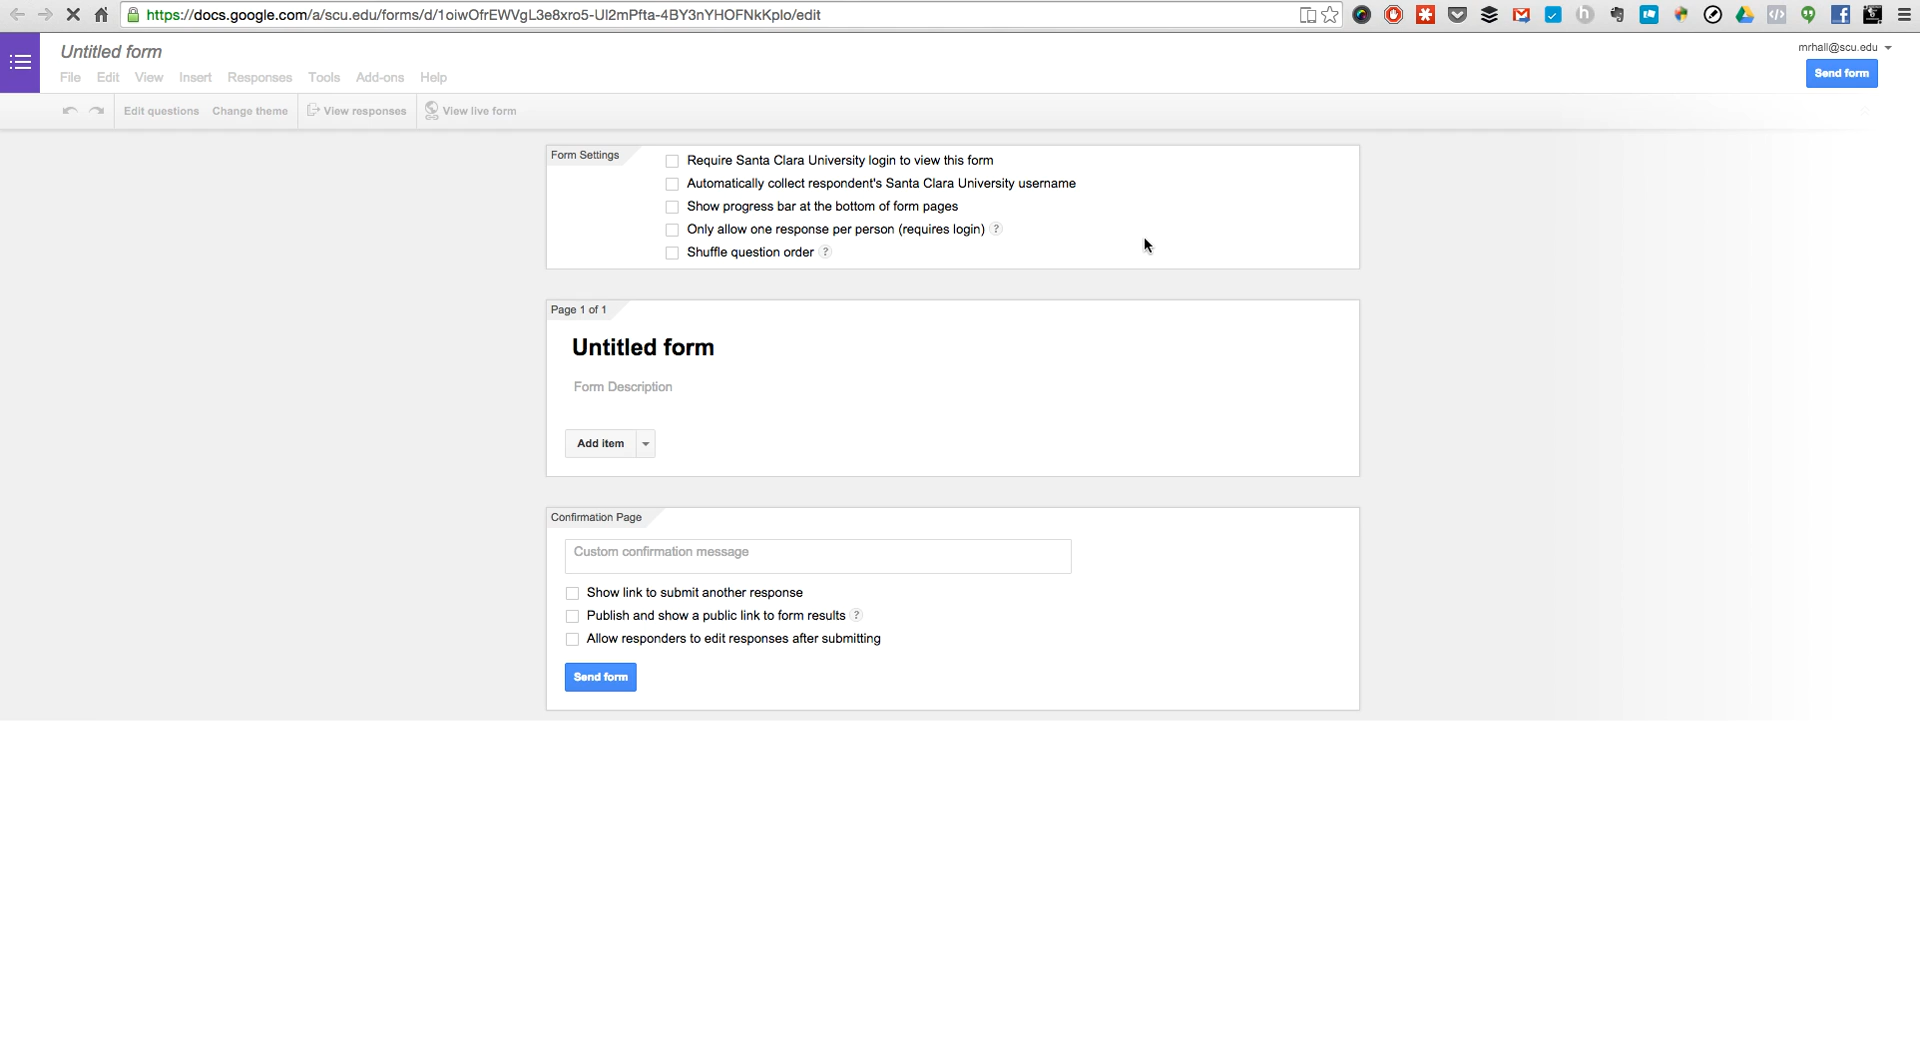 https://docs.google.com/a/scu.edu/forms/d/1oiwOfrEWVgL3e8xro5-Ul2mPfta-4BY3nYHOFNkKplo/edit
Untitled form
mrhall@scu.edu
File Edit View Insert Responses Tools Add-ons Help
Send form
Edit questions Change theme View responses View live form
Form Settings
Require Santa Clara University login to view this form
Automatically collect respondent's Santa Clara University username
Show progress bar at the bottom of form pages
Only allow one response per person (requires login) ?
Shuffle question order ?
Page 1 of 1
Untitled form
Form Description
Add item
Confirmation Page
Custom confirmation message
Show link to submit another response
Publish and show a public link to form results ?
Allow responders to edit responses after submitting
Send form